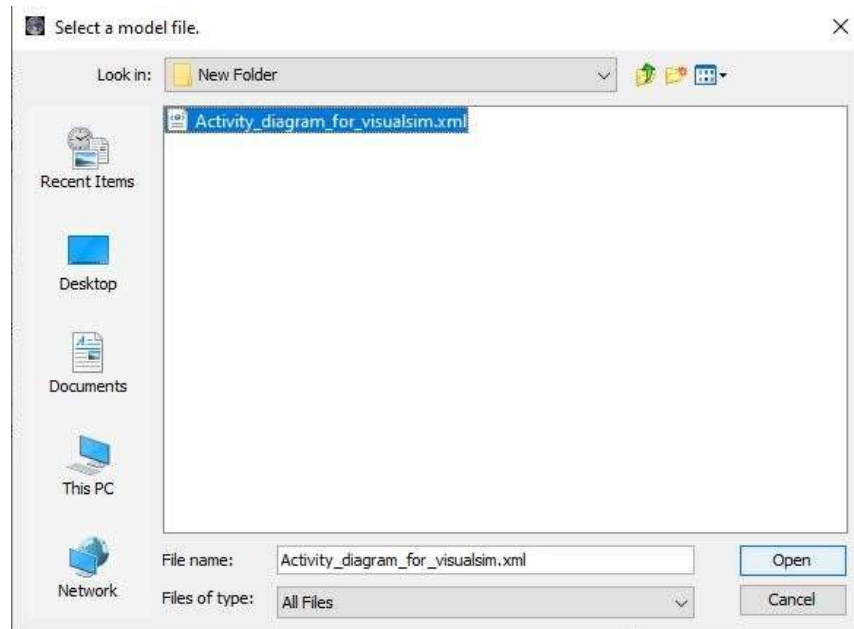 Select a model file.
Look in:
New Folder
Activity_diagram_for_visualsim.xml
Recent Items
Desktop
Documents
This PC
Network
File name:
Activity_diagram_for_visualsim.xml
Open
Files of type:
All Files
Cancel